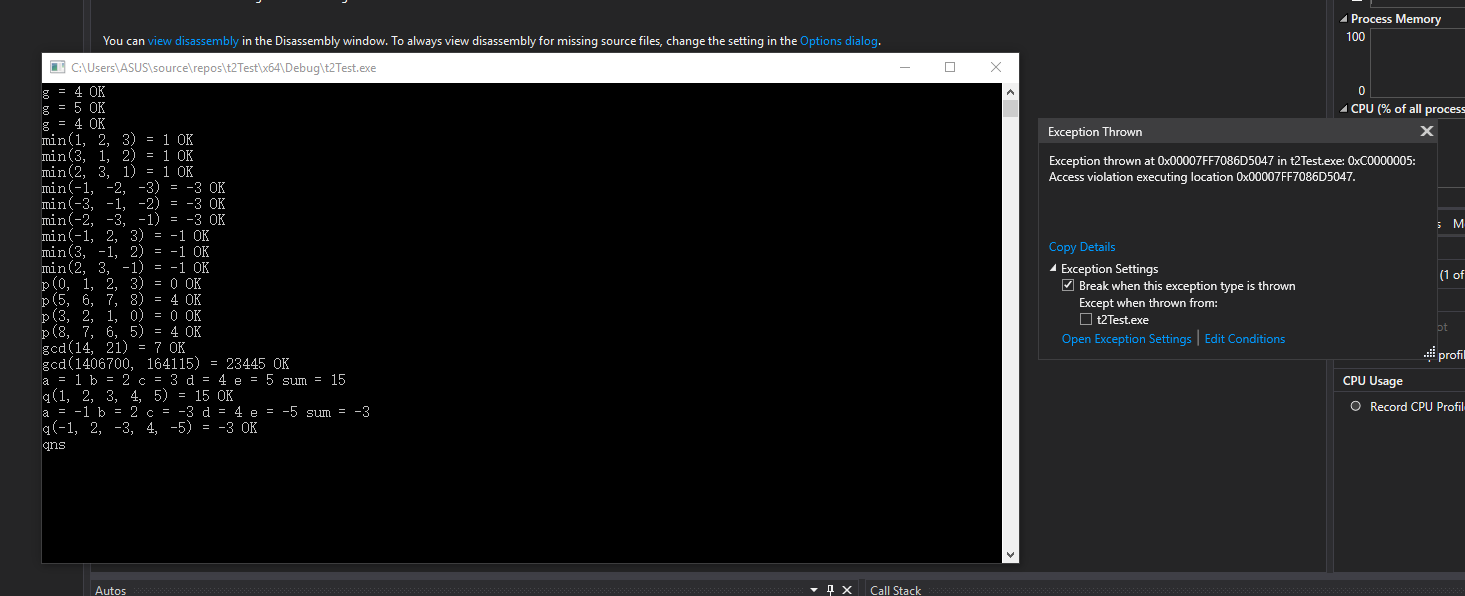 You can view disassembly in the Disassembly window. To always view disassembly for missing source files, change the setting in the Options dialog.
C:\Users\ASUS\source\repos\t2Test\x64\Debug\t2Test.exe
g = 4 OK
g = 5 OK
g = 4 OK
min(1, 2, 3) = 1 OK
min(3, 1, 2) = 1 OK
min(2, 3, 1) = 1 OK
min(-1, -2, -3) = -3 OK
min(-3, -1, -2) = -3 OK
min(-2, -3, -1) = -3 OK
min(-1, 2, 3) = -1 OK
min(3, -1, 2) = -1 OK
min(2, 3, -1) = -1 OK
p(0, 1, 2, 3) = 0 OK
p(5, 6, 7, 8) = 4 OK
p(3, 2, 1, 0) = 0 OK
p(8, 7, 6, 5) = 4 OK
gcd(14, 21) = 7 OK
gcd(1406700, 164115) = 23445 OK
a = 1 b = 2 c = 3 d = 4 e = 5 sum = 15
q(1, 2, 3, 4, 5) = 15 OK
a = -1 b = 2 c = -3 d = 4 e = -5 sum = -3
q(-1, 2, -3, 4, -5) = -3 OK
qns
Exception Thrown
Exception thrown at 0x00007FF7086D5047 in t2Test.exe: 0xC0000005:
Access violation executing location 0x00007FF7086D5047.
Copy Details
Exception Settings
Break when this exception type is thrown
Except when thrown from:
t2Test.exe
Open Exception Settings | Edit Conditions
Process Memory
100
0
CPU (% of all process
(1 of
profil
CPU Usage
Record CPU Profil
Autos
Call Stack